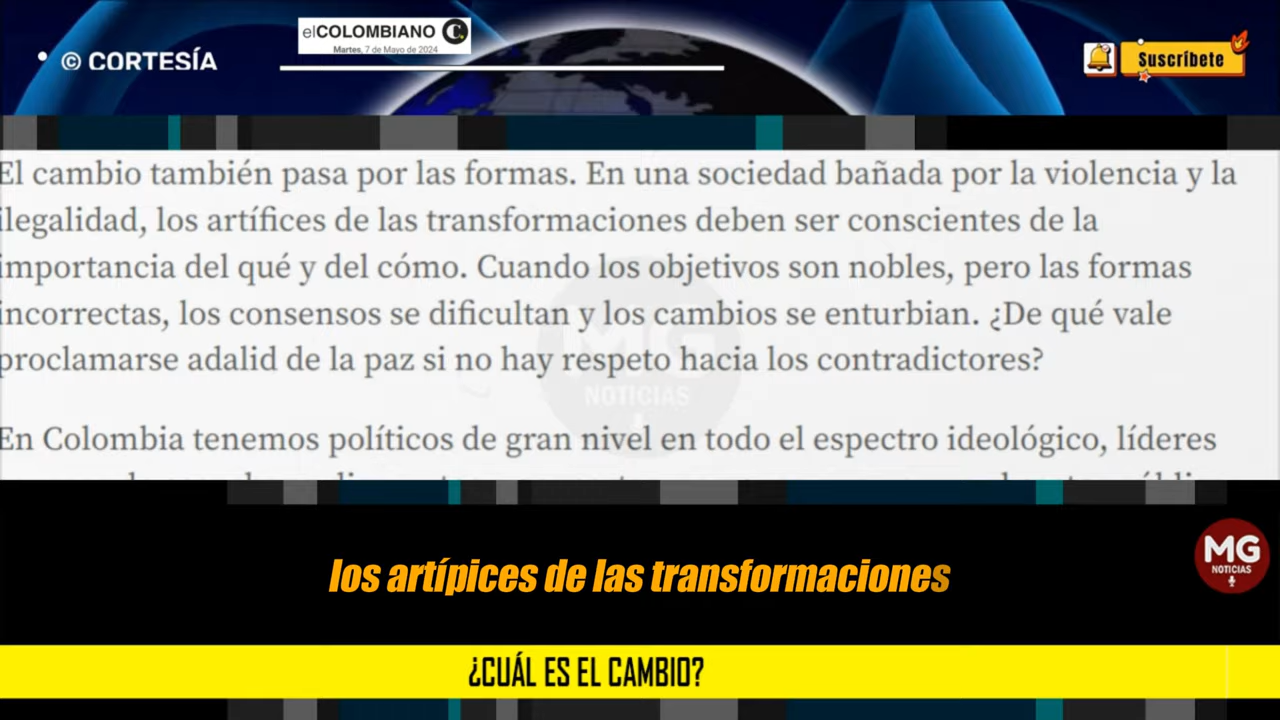 © CORTESÍA
elCOLOMBIANO C
Martes, 7 de Mayo de 2024
Suscríbete
El cambio también pasa por las formas. En una sociedad bañada por la violencia y la
ilegalidad, los artífices de las transformaciones deben ser conscientes de la
importancia del qué y del cómo. Cuando los objetivos son nobles, pero las formas
incorrectas, los consensos se dificultan y los cambios se enturbian. ¿De qué vale
proclamarse adalid de la paz si no hay respeto hacia los contradictores?
MG
NOTICIAS
En Colombia tenemos políticos de gran nivel en todo el espectro ideológico, líderes
los artípices de las transformaciones
MG
NOTICIAS
¿CUÁL ES EL CAMBIO?